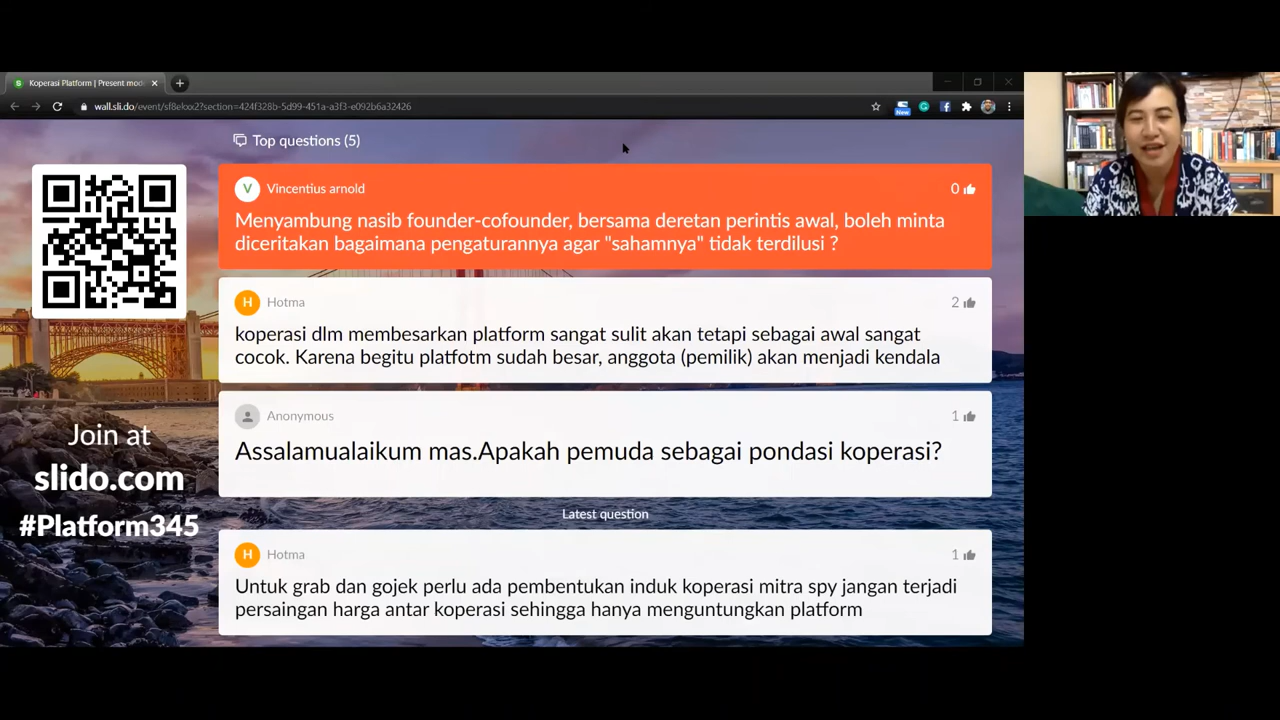 Koperasi Platform | Present mode
wall.sli.do/event/sf8elox2?section=424f328b-5d99-451a-a3f3-e092b6a32426
New
Top questions (5)
V
Vincentius arnold
0
Menyambung nasib founder-cofounder, bersama deretan perintis awal, boleh minta
diceritakan bagaimana pengaturannya agar "sahamnya" tidak terdilusi ?
H
Hotma
2
koperasi dlm membesarkan platform sangat sulit akan tetapi sebagai awal sangat
cocok. Karena begitu platfotm sudah besar, anggota (pemilik) akan menjadi kendala
Anonymous
1
Assalamualaikum mas.Apakah pemuda sebagai pondasi koperasi?
Latest question
H
Hotma
1
Untuk grab dan gojek perlu ada pembentukan induk koperasi mitra spy jangan terjadi
persaingan harga antar koperasi sehingga hanya menguntungkan platform
Join at
slido.com
#Platform345